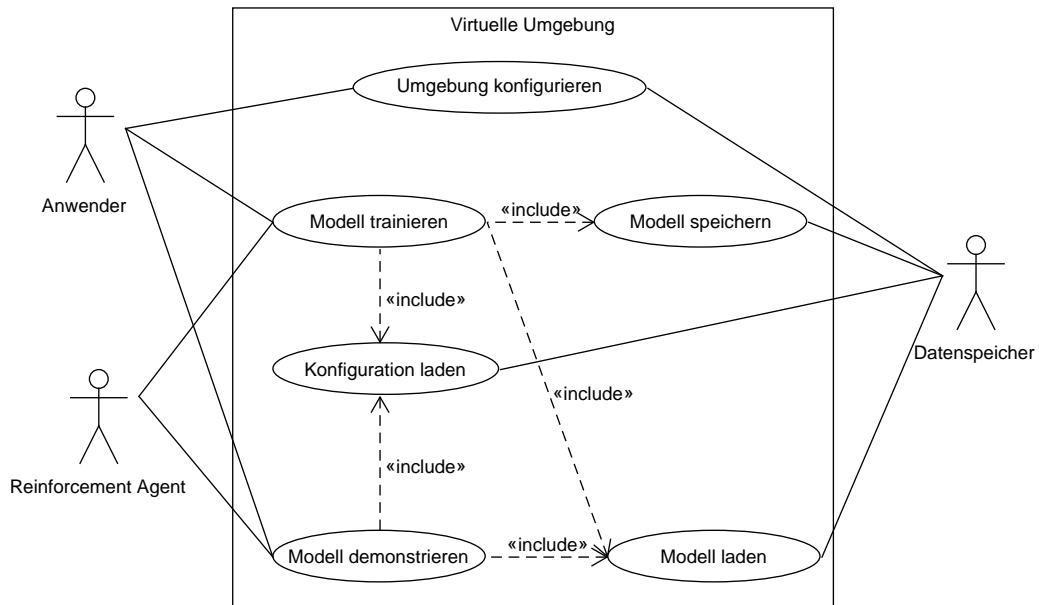 Virtuelle Umgebung
Umgebung konfigurieren
Anwender
Modell trainieren
«include»
Modell speichern
«include»
Konfiguration laden
Datenspeicher
«include»
Reinforcement Agent
«include»
Modell demonstrieren
«include»
Modell laden